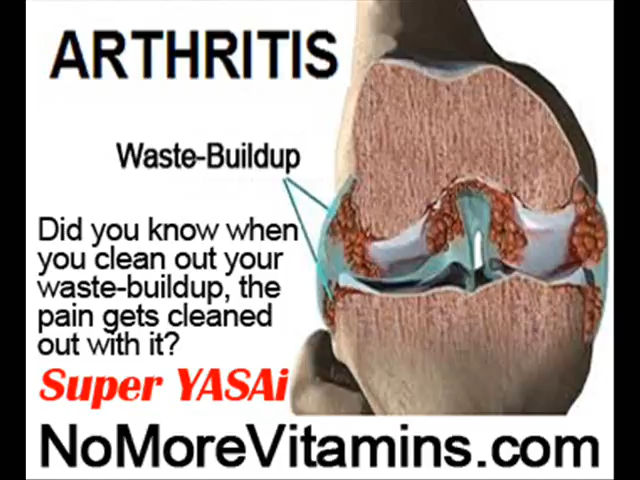 ARTHRITIS
Waste-Buildup
Did you know when
you clean out your
waste-buildup, the
pain gets cleaned
out with it?
Super YASAi
NoMoreVitamins.com